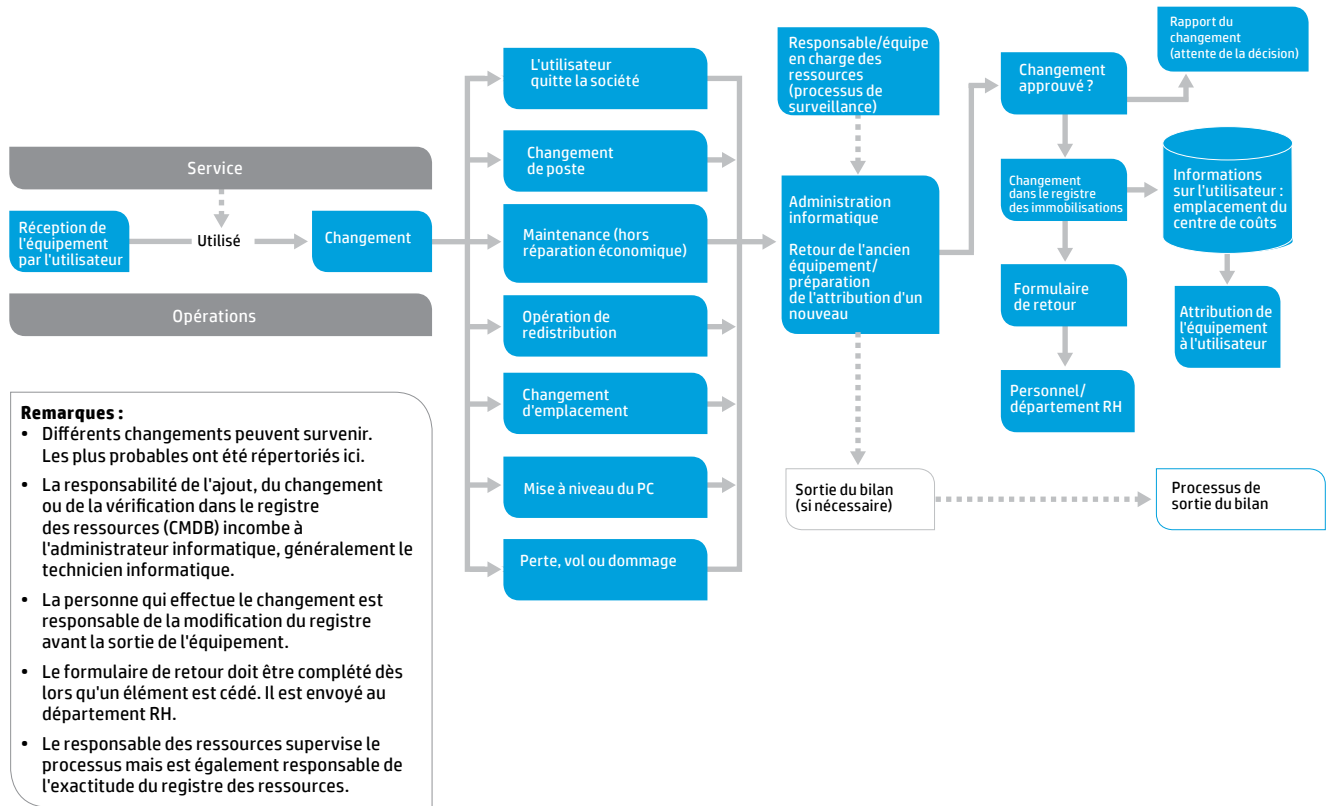 Service
Réception de
l'équipement
par l'utilisateur
Utilisé
Changement
Opérations
L'utilisateur
quitte la société
Changement
de poste
Maintenance (hors
réparation économique)
Opération de
redistribution
Changement
d'emplacement
Mise à niveau du PC
Perte, vol ou dommage
Responsable/équipe
en charge des
ressources
(processus de
surveillance)
Administration
informatique
Retour de l'ancien
équipement/
préparation
de l'attribution d'un
nouveau
Sortie du bilan
(si nécessaire)
Processus de
sortie du bilan
Changement
approuvé ?
Rapport du
changement
(attente de la décision)
Changement
dans le registre
des immobilisations
Informations
sur l'utilisateur :
emplacement du
centre de coûts
Formulaire
de retour
Attribution de
l'équipement
à l'utilisateur
Personnel/
département RH
Remarques :
• Différents changements peuvent survenir.
Les plus probables ont été répertoriés ici.
• La responsabilité de l'ajout, du changement
ou de la vérification dans le registre
des ressources (CMDB) incombe à
l'administrateur informatique, généralement le
technicien informatique.
• La personne qui effectue le changement est
responsable de la modification du registre
avant la sortie de l'équipement.
• Le formulaire de retour doit être complété dès
lors qu'un élément est cédé. Il est envoyé au
département RH.
• Le responsable des ressources supervise le
processus mais est également responsable de
l'exactitude du registre des ressources.